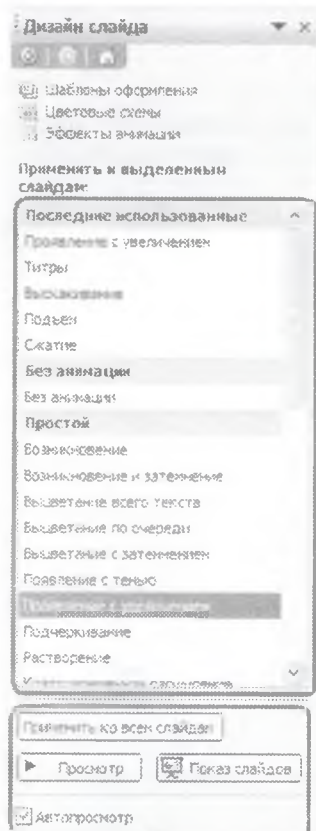 Дизайн слайда
Шаблоны оформления
Цветовые схемы
Эффекты анимации
Применить к выделенным
слайдам:
Последние использованные
Проявление с увеличением
Титры
Выскакивание
Подъем
Сжатие
Без анимации
Без анимации
Простой
Возникновение
Возникновение и затемнение
Выцветание всего текста
Выцветание по очереди
Выцветание с затемнением
Появление с тенью
Подчеркивание
Растворение
Применить ко всем слайдам
Просмотр
Показ слайдов
Автопросмотр